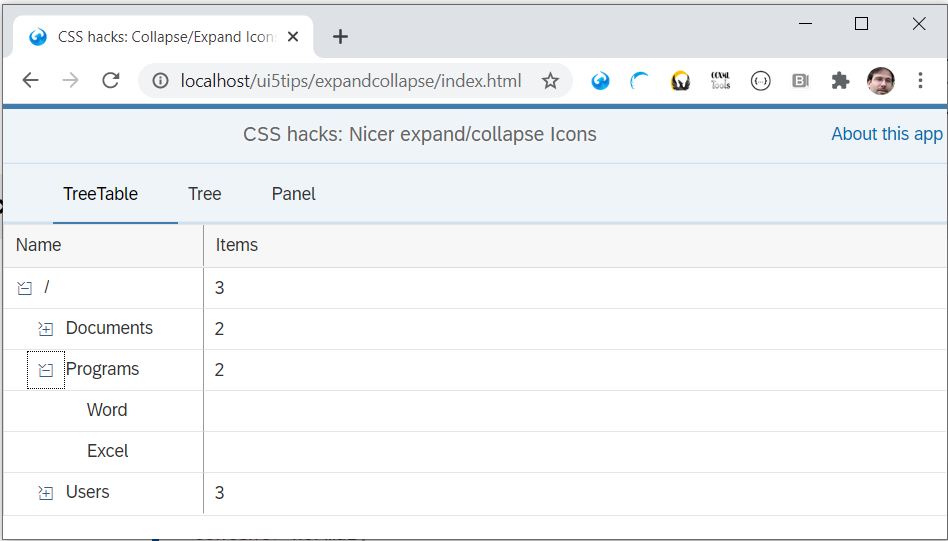 CSS hacks: Collapse/Expand Icon
localhost/ui5tips/expandcollapse/index.html
CSS hacks: Nicer expand/collapse Icons
About this app
TreeTable Tree Panel
Name Items
/ 3
Documents 2
Programs 2
Word
Excel
Users 3